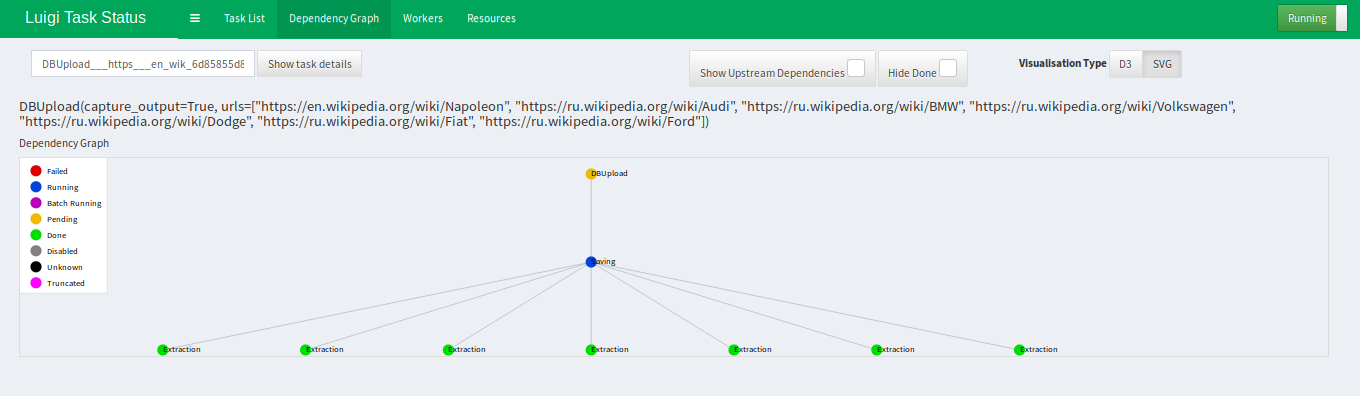 Luigi Task Status Task List Dependency Graph Workers Resources Running
DBUpload___https___en_wik_6d85855d8 Show task details Show Upstream Dependencies Hide Done Visualisation Type D3 SVG
DBUpload(capture_output=True, urls=["https://en.wikipedia.org/wiki/Napoleon", "https://ru.wikipedia.org/wiki/Audi", "https://ru.wikipedia.org/wiki/BMW", "https://ru.wikipedia.org/wiki/Volkswagen",
"https://ru.wikipedia.org/wiki/Dodge", "https://ru.wikipedia.org/wiki/Fiat", "https://ru.wikipedia.org/wiki/Ford"])
Dependency Graph
Failed
Running
Batch Running
Pending
Done
Disabled
Unknown
Truncated
DBUpload
Saving
Extraction Extraction Extraction Extraction Extraction Extraction Extraction